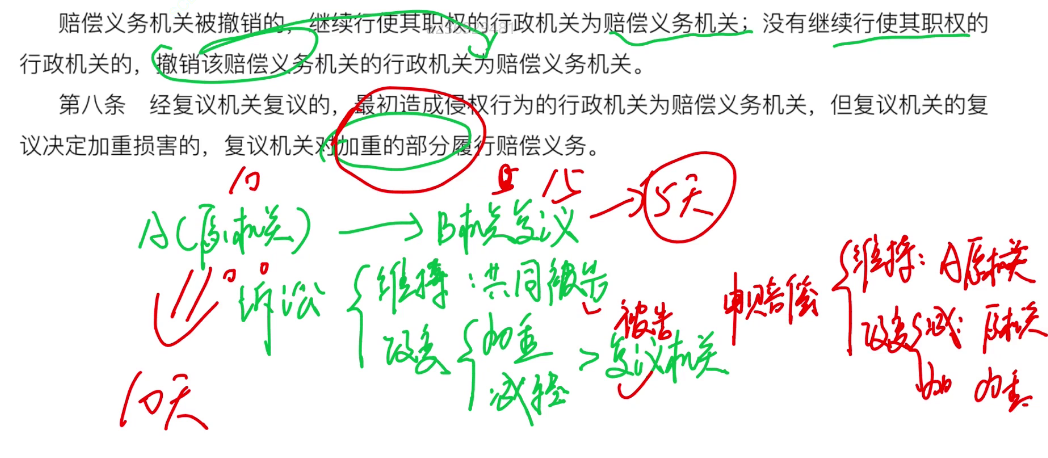 赔偿义务机关被撤销的，继续行使其职权的行政机关为赔偿义务机关；没有继续行使其职权的
行政机关的，撤销该赔偿义务机关的行政机关为赔偿义务机关。
第八条 经复议机关复议的，最初造成侵权行为的行政机关为赔偿义务机关，但复议机关的复
议决定加重损害的，复议机关对加重的部分履行赔偿义务。
10
15
5天
A(原机关)
B机关复议
诉讼
维持：共同被告
改变
加重
减轻
被告
复议机关
10天
申赔偿
维持：A原机关
改变
减：原机关
加
加重